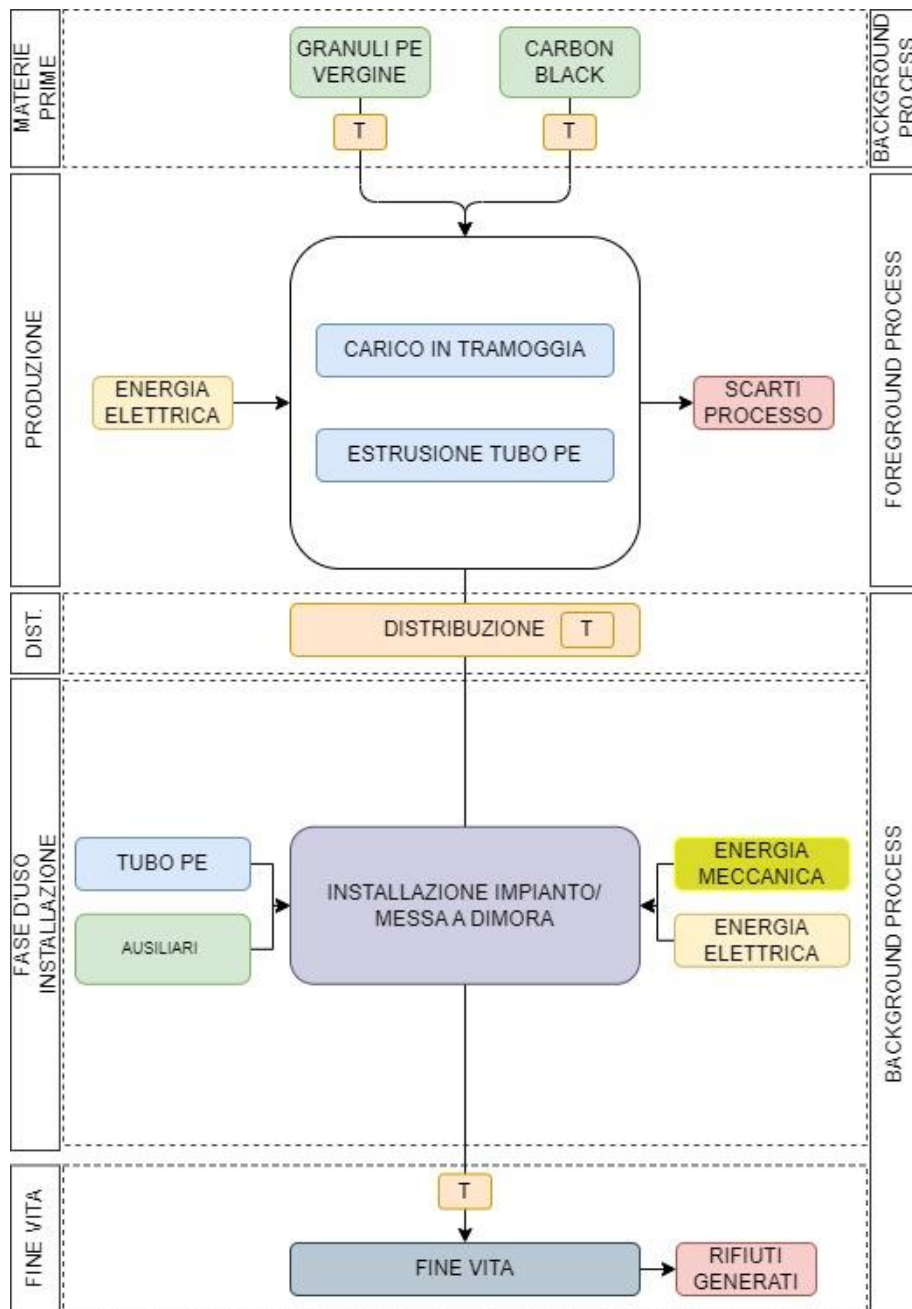 MATERIE
PRIME
GRANULI PE
VERGINE
CARBON
BLACK
T
T
BACKGROUND
PROCESS
PRODUZIONE
CARICO IN TRAMOGGIA
ENERGIA
ELETTRICA
SCARTI
PROCESSO
ESTRUSIONE TUBO PE
FOREGROUND PROCESS
DIST.
DISTRIBUZIONE
T
FASE D'USO
INSTALLAZIONE
TUBO PE
AUSILIARI
INSTALLAZIONE IMPIANTO/
MESSA A DIMORA
ENERGIA
MECCANICA
ENERGIA
ELETTRICA
BACKGROUND PROCESS
FINE VITA
T
FINE VITA
RIFIUTI
GENERATI